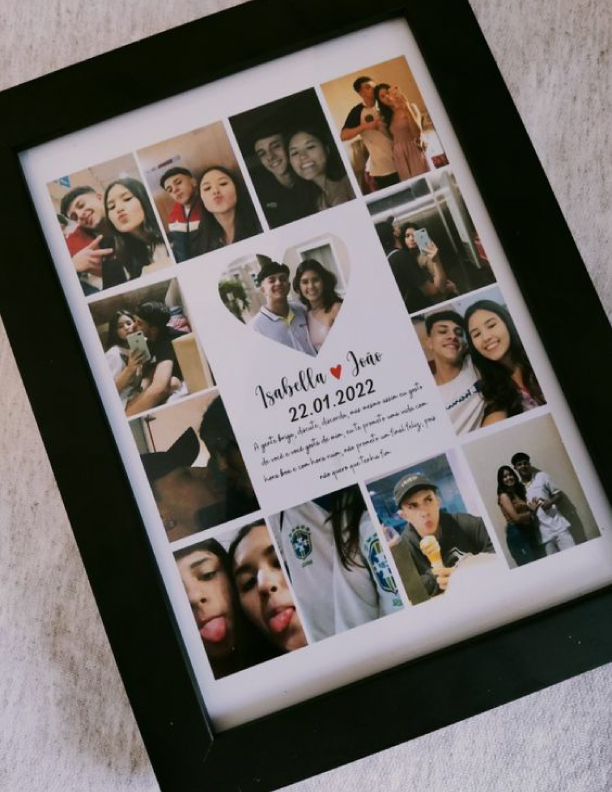 Isabella ♥ João
22.01.2022
A gente briga, discute, discorda, mas mesmo assim eu gosto
de você e você gosta de mim, eu te prometo uma vida com
hora boa e com hora ruim, não prometo um final feliz, pois
não quero que tenha fim.